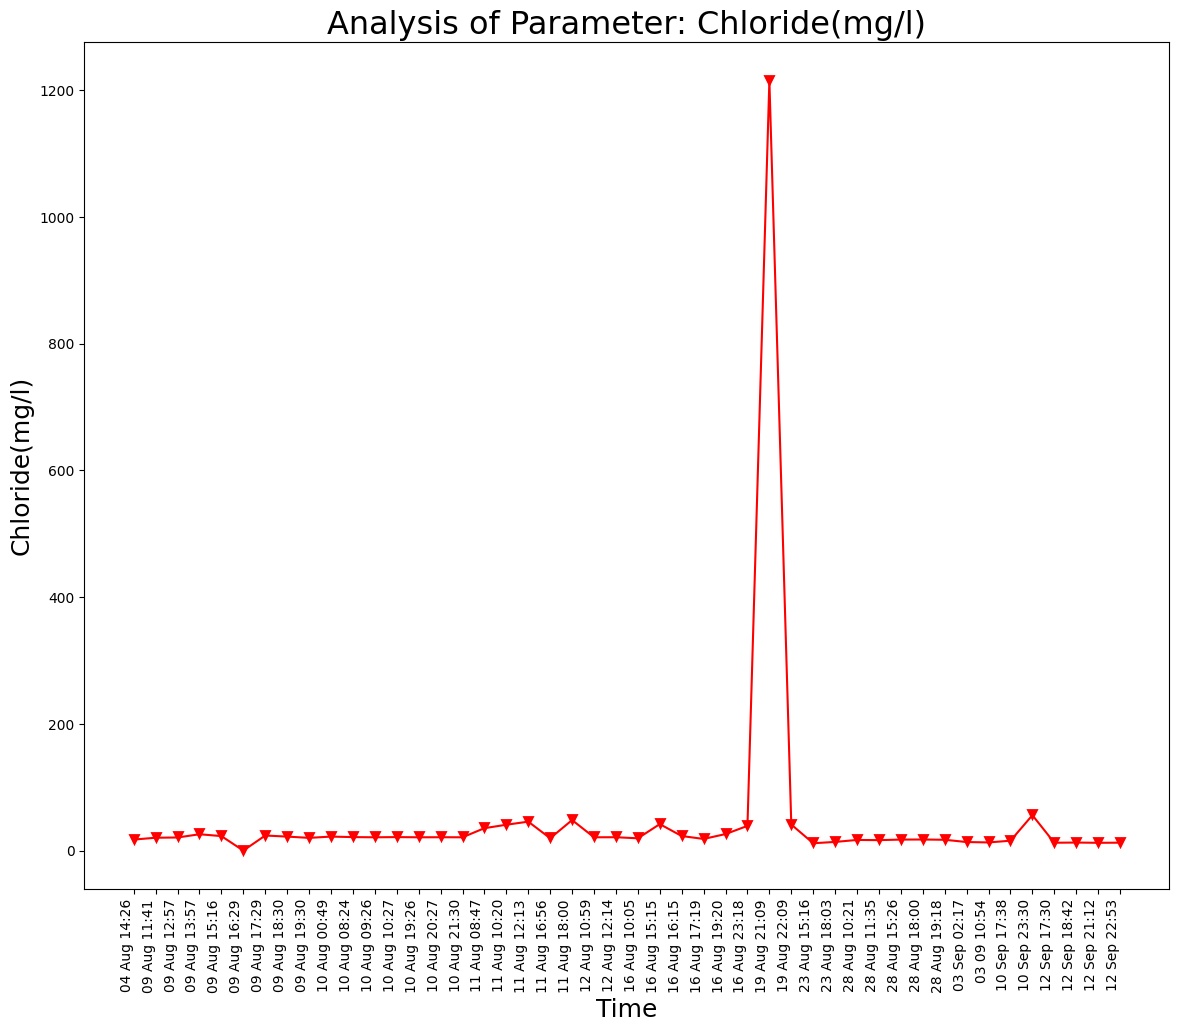 Analysis of Parameter: Chloride(mg/l)
1200
1000
800
600
400
200
0
Chloride(mg/l)
04 Aug 14:26
09 Aug 11:41
09 Aug 12:57
09 Aug 13:57
09 Aug 15:16
09 Aug 16:29
09 Aug 17:29
09 Aug 18:30
09 Aug 19:30
10 Aug 00:49
10 Aug 08:24
10 Aug 09:26
10 Aug 10:27
10 Aug 19:26
10 Aug 20:27
10 Aug 21:30
11 Aug 08:47
11 Aug 10:20
11 Aug 12:13
11 Aug 16:56
11 Aug 18:00
12 Aug 10:59
12 Aug 12:14
16 Aug 10:05
16 Aug 15:15
16 Aug 16:15
16 Aug 17:19
16 Aug 19:20
16 Aug 23:18
19 Aug 21:09
19 Aug 22:09
23 Aug 15:16
23 Aug 18:03
28 Aug 10:21
28 Aug 11:35
28 Aug 15:26
28 Aug 18:00
28 Aug 19:18
03 Sep 02:17
03 09 10:54
10 Sep 17:38
10 Sep 23:30
12 Sep 17:30
12 Sep 18:42
12 Sep 21:12
12 Sep 22:53
Time